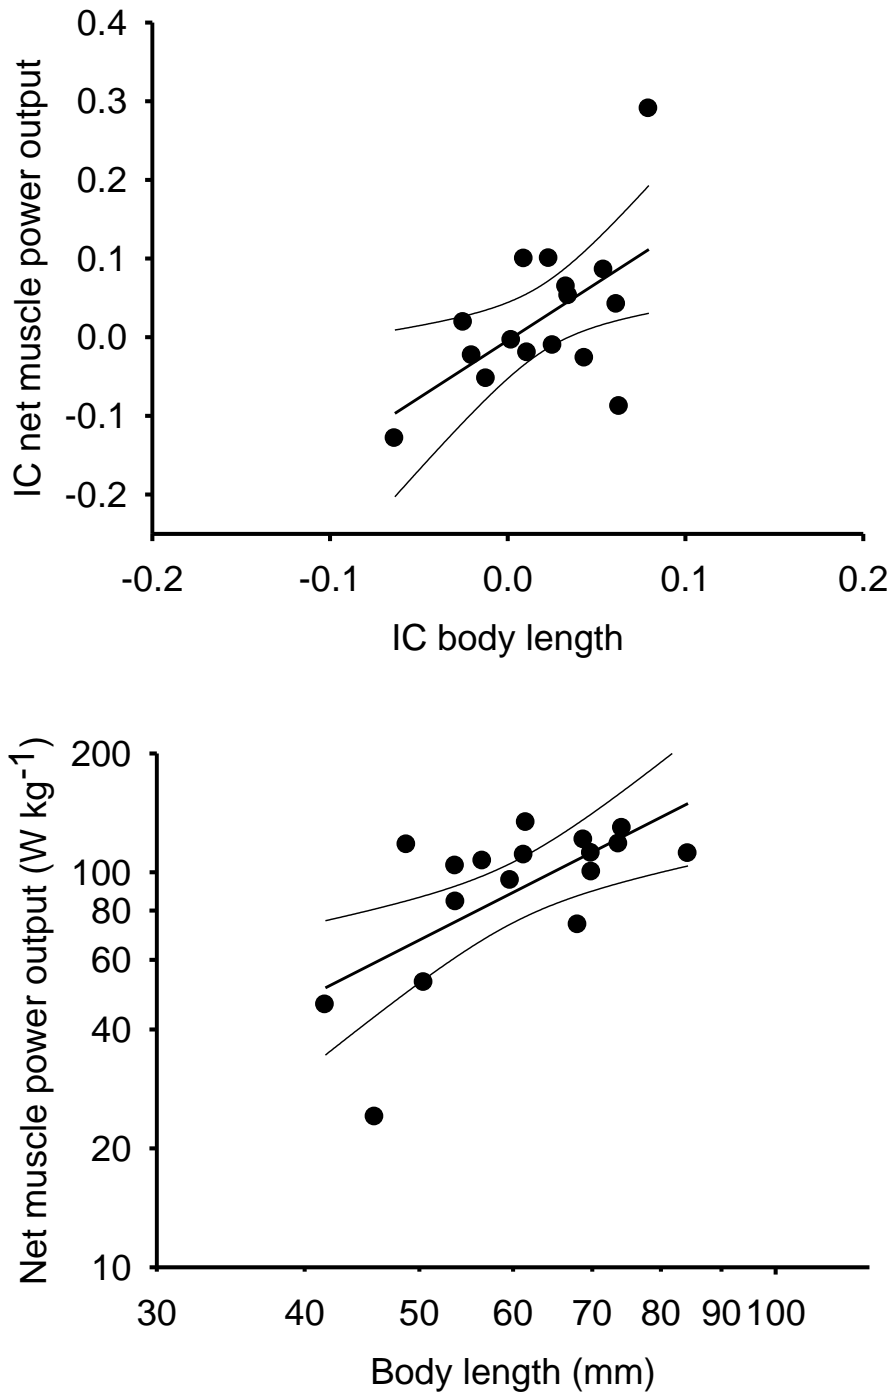 0.4
0.3
0.2
0.1
0.0
-0.1
-0.2
IC net muscle power output
-0.2 -0.1 0.0 0.1 0.2
IC body length
200
100
80
60
40
20
10
Net muscle power output (W kg-1)
30 40 50 60 70 80 90 100
Body length (mm)